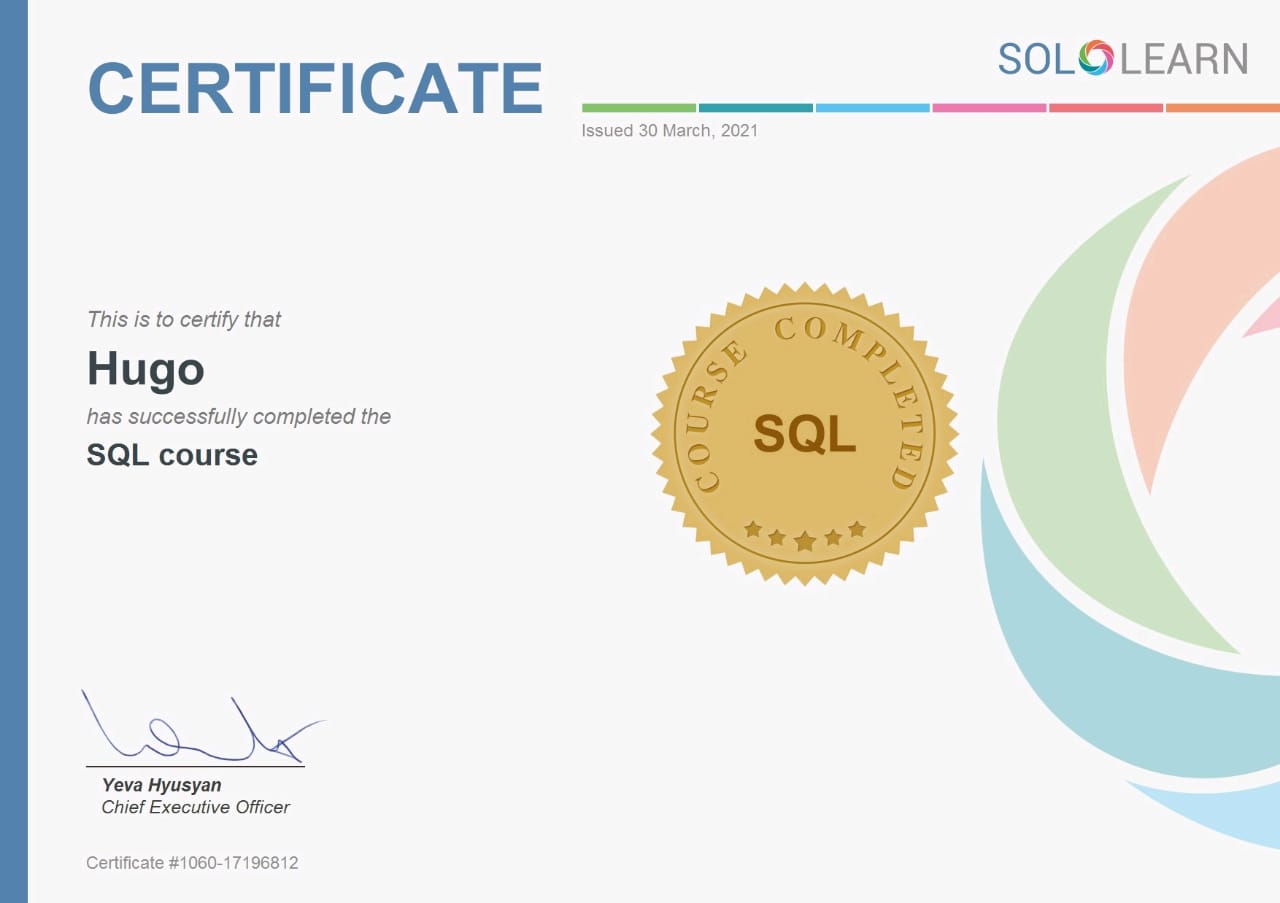 CERTIFICATE
SOLOLEARN
Issued 30 March, 2021
This is to certify that
Hugo
has successfully completed the
SQL course
COURSE COMPLETED
SQL
Yeva Hyusyan
Chief Executive Officer
Certificate #1060-17196812